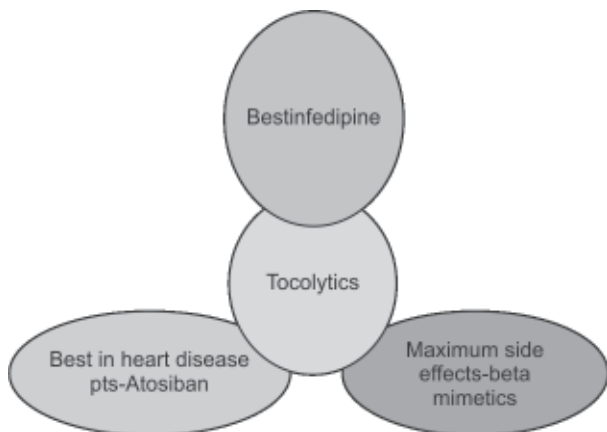 Bestinfedipine
Tocolytics
Best in heart disease
pts-Atosiban
Maximum side
effects-beta
mimetics